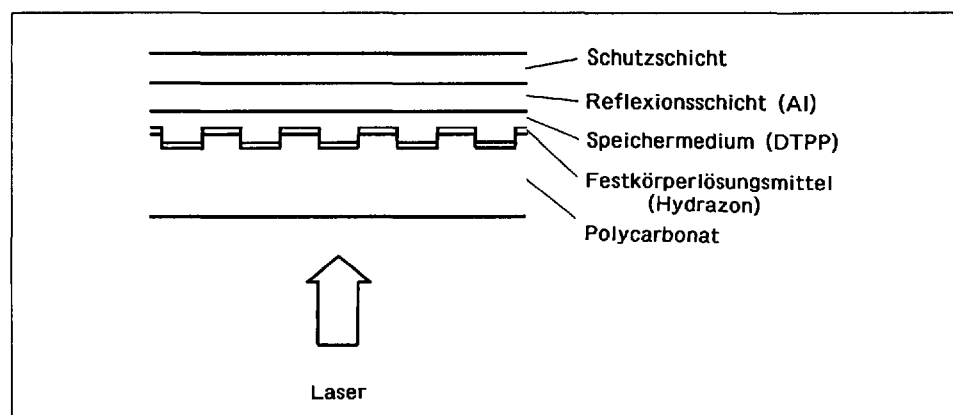 Schutzschicht
Reflexionsschicht (Al)
Speichermedium (DTPP)
Festkörperlösungsmittel
(Hydrazon)
Polycarbonat
Laser